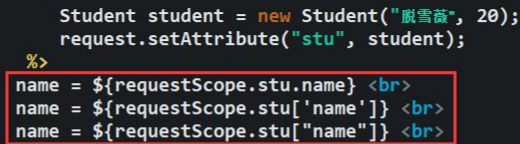 Student student = new Student("脱雪薇", 20);
request.setAttribute("stu", student);
%>
name = ${requestScope.stu.name} <br>
name = ${requestScope.stu['name']} <br>
name = ${requestScope.stu["name"]} <br>